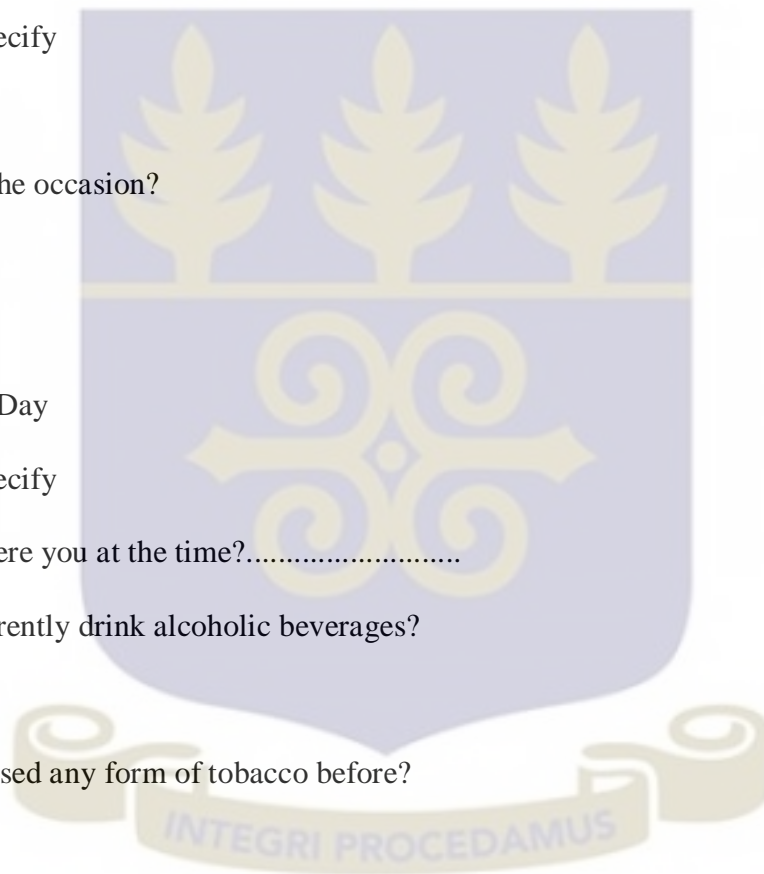 ecify
he occasion?
Day
ecify
ere you at the time?...........................
rently drink alcoholic beverages?
sed any form of tobacco before?
INTEGRI PROCEDAMUS